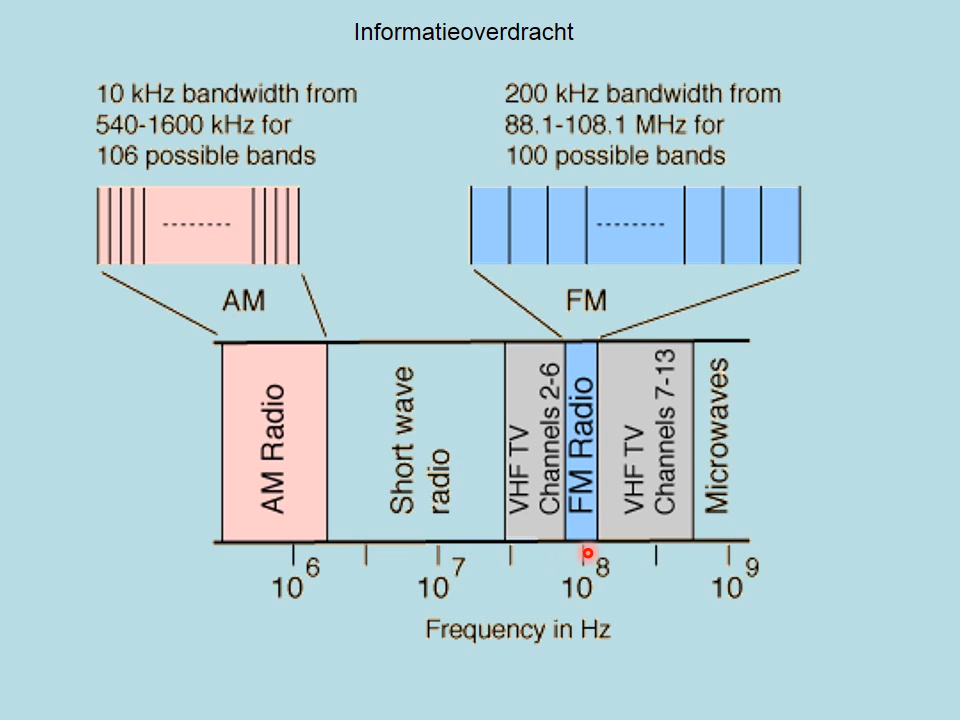 Informatieoverdracht
10 kHz bandwidth from
540-1600 kHz for
106 possible bands
200 kHz bandwidth from
88.1-108.1 MHz for
100 possible bands
AM
FM
AM Radio
Short wave
radio
VHF TV
Channels 2-6
FM Radio
VHF TV
Channels 7-13
Microwaves
10^6
10^7
10^8
10^9
Frequency in Hz